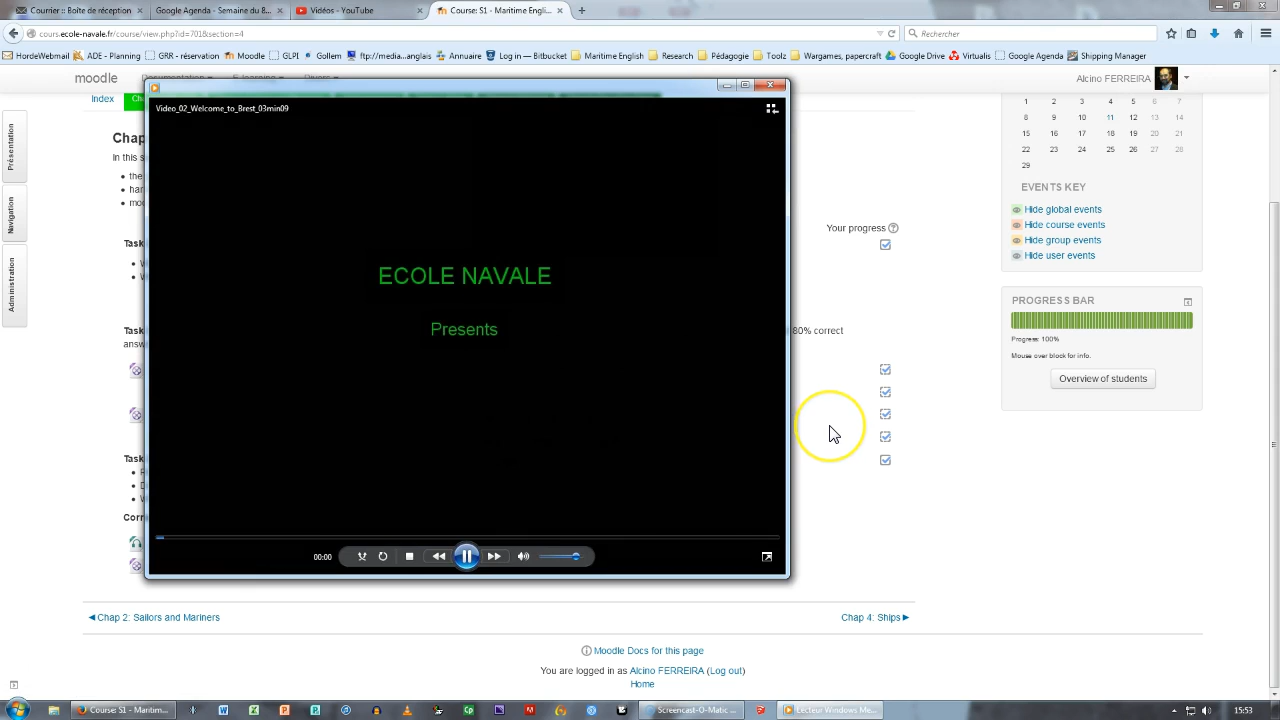 Courrier :: Boîte de réception
Google Agenda - Semaine du 8...
Vidéos - YouTube
Course: S1 - Maritime Engli...
cours.ecole-navale.fr/course/view.php?id=701&section=4
Rechercher
HordeWebmail
ADE - Planning
GRR - réservation
Moodle
GLPI
Gollem
ftp://media...anglais
Annuaire
Log in — Bitbucket
Maritime English
Research
Pédagogie
Toolz
Wargames, papercraft
Google Drive
Virtualis
Google Agenda
Shipping Manager
moodle
Alcino FERREIRA
Index
Video_02_Welcome_to_Brest_03min09
ECOLE NAVALE
Presents
00:00
Présentation
Navigation
Administration
Chap
In this s
the
har
mo
Task
Task
answ
Task
Corr
Your progress
80% correct
1 2 3 4 5 6 7
8 9 10 11 12 13 14
15 16 17 18 19 20 21
22 23 24 25 26 27 28
29
EVENTS KEY
Hide global events
Hide course events
Hide group events
Hide user events
PROGRESS BAR
Progress: 100%
Mouse over block for info.
Overview of students
Chap 2: Sailors and Mariners
Chap 4: Ships
Moodle Docs for this page
You are logged in as Alcino FERREIRA (Log out)
Home
Course: S1 - Maritim...
Screencast-O-Matic ...
Lecteur Windows Me...
15:53